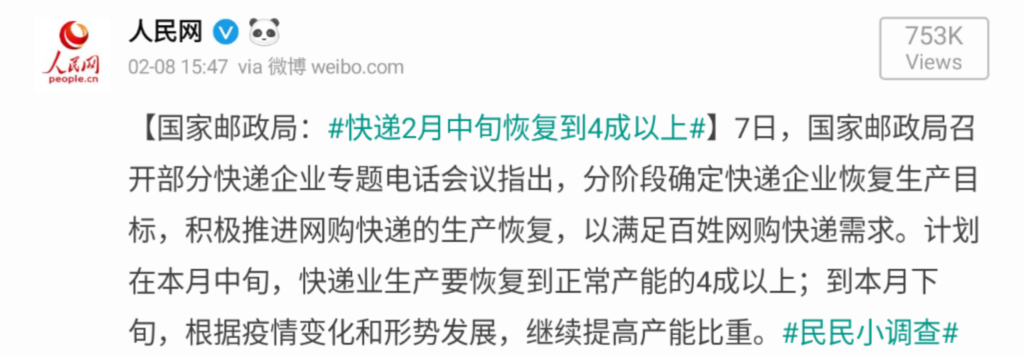 人民网
people.cn
人民网
02-08 15:47 via 微博 weibo.com
753K
Views
【国家邮政局：#快递2月中旬恢复到4成以上#】7日，国家邮政局召
开部分快递企业专题电话会议指出，分阶段确定快递企业恢复生产目
标，积极推进网购快递的生产恢复，以满足百姓网购快递需求。计划
在本月中旬，快递业生产要恢复到正常产能的4成以上；到本月下
旬，根据疫情变化和形势发展，继续提高产能比重。#民民小调查#